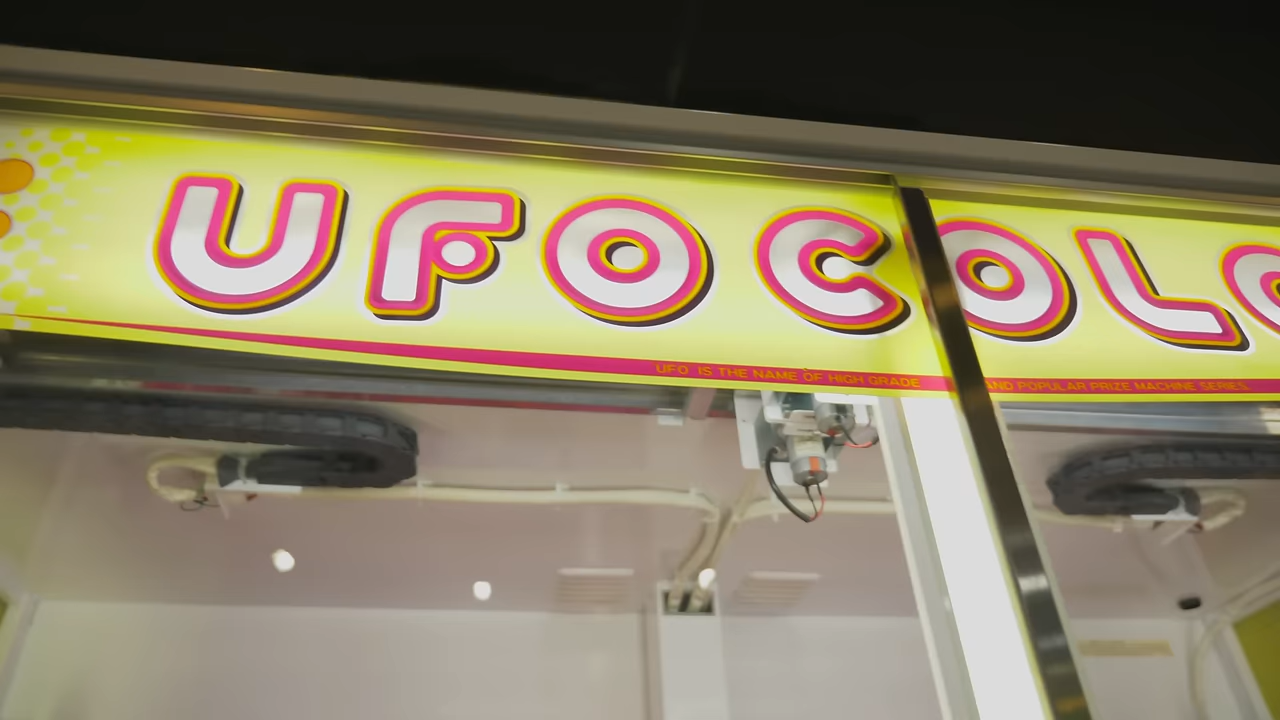 UFO COLO
UFO IS THE NAME OF HIGH GRADE AND POPULAR PRIZE MACHINE SERIES.